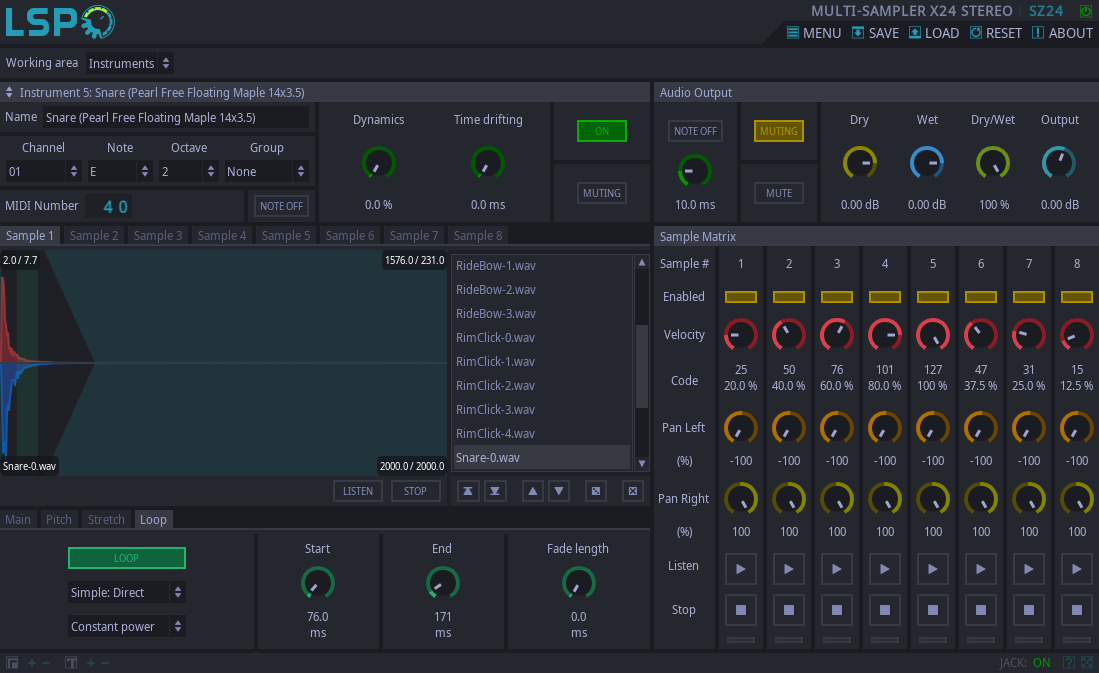 LSP
MULTI-SAMPLER X24 STEREO SZ24
MENU SAVE LOAD RESET ABOUT
Working area Instruments
Instrument 5: Snare (Pearl Free Floating Maple 14x3.5)
Name Snare (Pearl Free Floating Maple 14x3.5)
Channel Note Octave Group
01 E 2 None
MIDI Number 40 NOTE OFF
Dynamics Time drifting
0.0 % 0.0 ms
ON
MUTING
Audio Output
NOTE OFF MUTING
10.0 ms MUTE
Dry Wet Dry/Wet Output
0.00 dB 0.00 dB 100 % 0.00 dB
Sample 1 Sample 2 Sample 3 Sample 4 Sample 5 Sample 6 Sample 7 Sample 8
2.0 / 7.7 1576.0 / 231.0
Snare-0.wav 2000.0 / 2000.0
RideBow-1.wav
RideBow-2.wav
RideBow-3.wav
RimClick-0.wav
RimClick-1.wav
RimClick-2.wav
RimClick-3.wav
RimClick-4.wav
Snare-0.wav
LISTEN STOP
Main Pitch Stretch Loop
LOOP
Simple: Direct
Constant power
Start End Fade length
76.0 171 0.0
ms ms ms
Sample Matrix
Sample # 1 2 3 4 5 6 7 8
Enabled
Velocity
Code
25 50 76 101 127 47 31 15
20.0 % 40.0 % 60.0 % 80.0 % 100 % 37.5 % 25.0 % 12.5 %
Pan Left
(%) -100 -100 -100 -100 -100 -100 -100 -100
Pan Right
(%) 100 100 100 100 100 100 100 100
Listen
Stop
T
JACK: ON ?